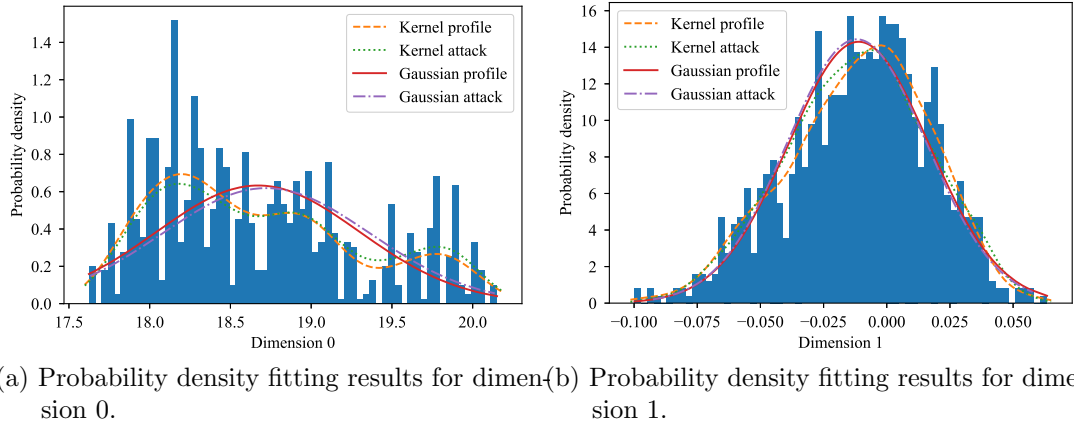 Kernel profile
Kernel attack
Gaussian profile
Gaussian attack
Probability density
1.4
1.2
1.0
0.8
0.6
0.4
0.2
0.0
17.5 18.0 18.5 19.0 19.5 20.0
Dimension 0
Kernel profile
Kernel attack
Gaussian profile
Gaussian attack
Probability density
16
14
12
10
8
6
4
2
0
−0.100 −0.075 −0.050 −0.025 0.000 0.025 0.050
Dimension 1
(a) Probability density fitting results for dimen-
sion 0.
(b) Probability density fitting results for dime
sion 1.